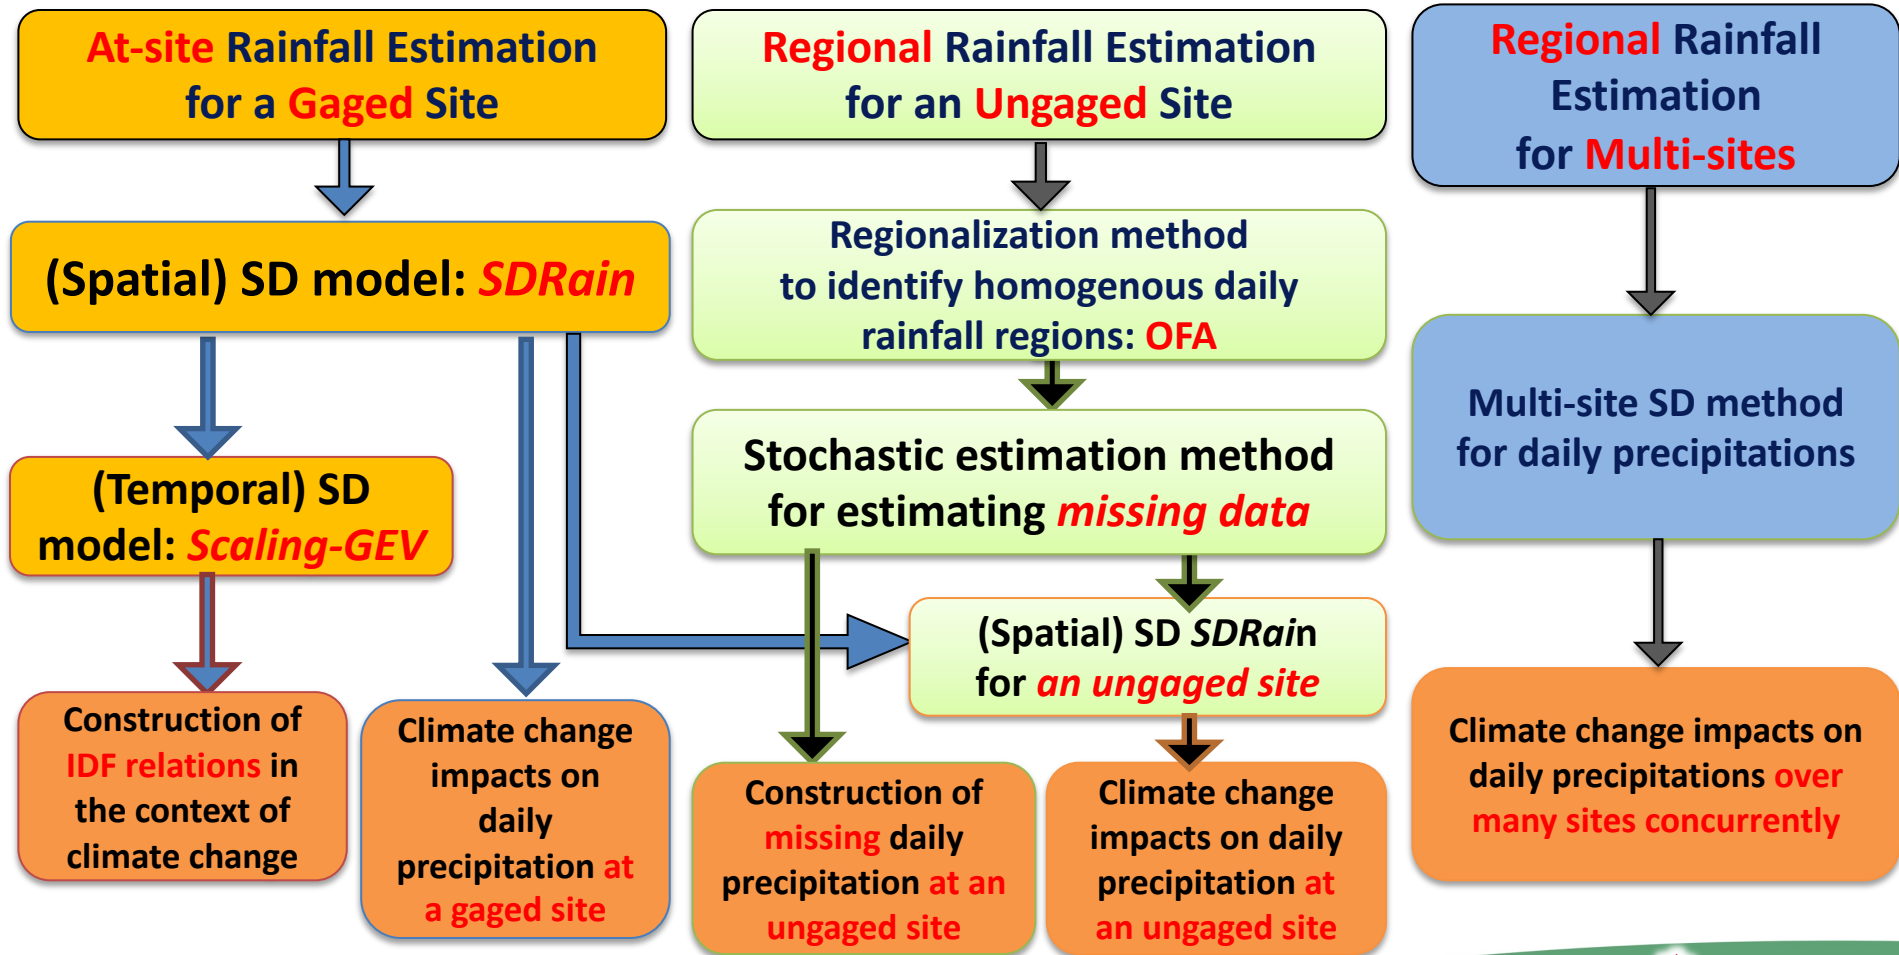 At-site Rainfall Estimation
for a Gaged Site
Regional Rainfall Estimation
for an Ungaged Site
Regional Rainfall
Estimation
for Multi-sites
(Spatial) SD model: SDRain
Regionalization method
to identify homogenous daily
rainfall regions: OFA
Multi-site SD method
for daily precipitations
(Temporal) SD
model: Scaling-GEV
Stochastic estimation method
for estimating missing data
(Spatial) SD SDRain
for an ungaged site
Construction of
IDF relations in
the context of
climate change
Climate change
impacts on
daily
precipitation at
a gaged site
Construction of
missing daily
precipitation at an
ungaged site
Climate change
impacts on daily
precipitation at
an ungaged site
Climate change impacts on
daily precipitations over
many sites concurrently